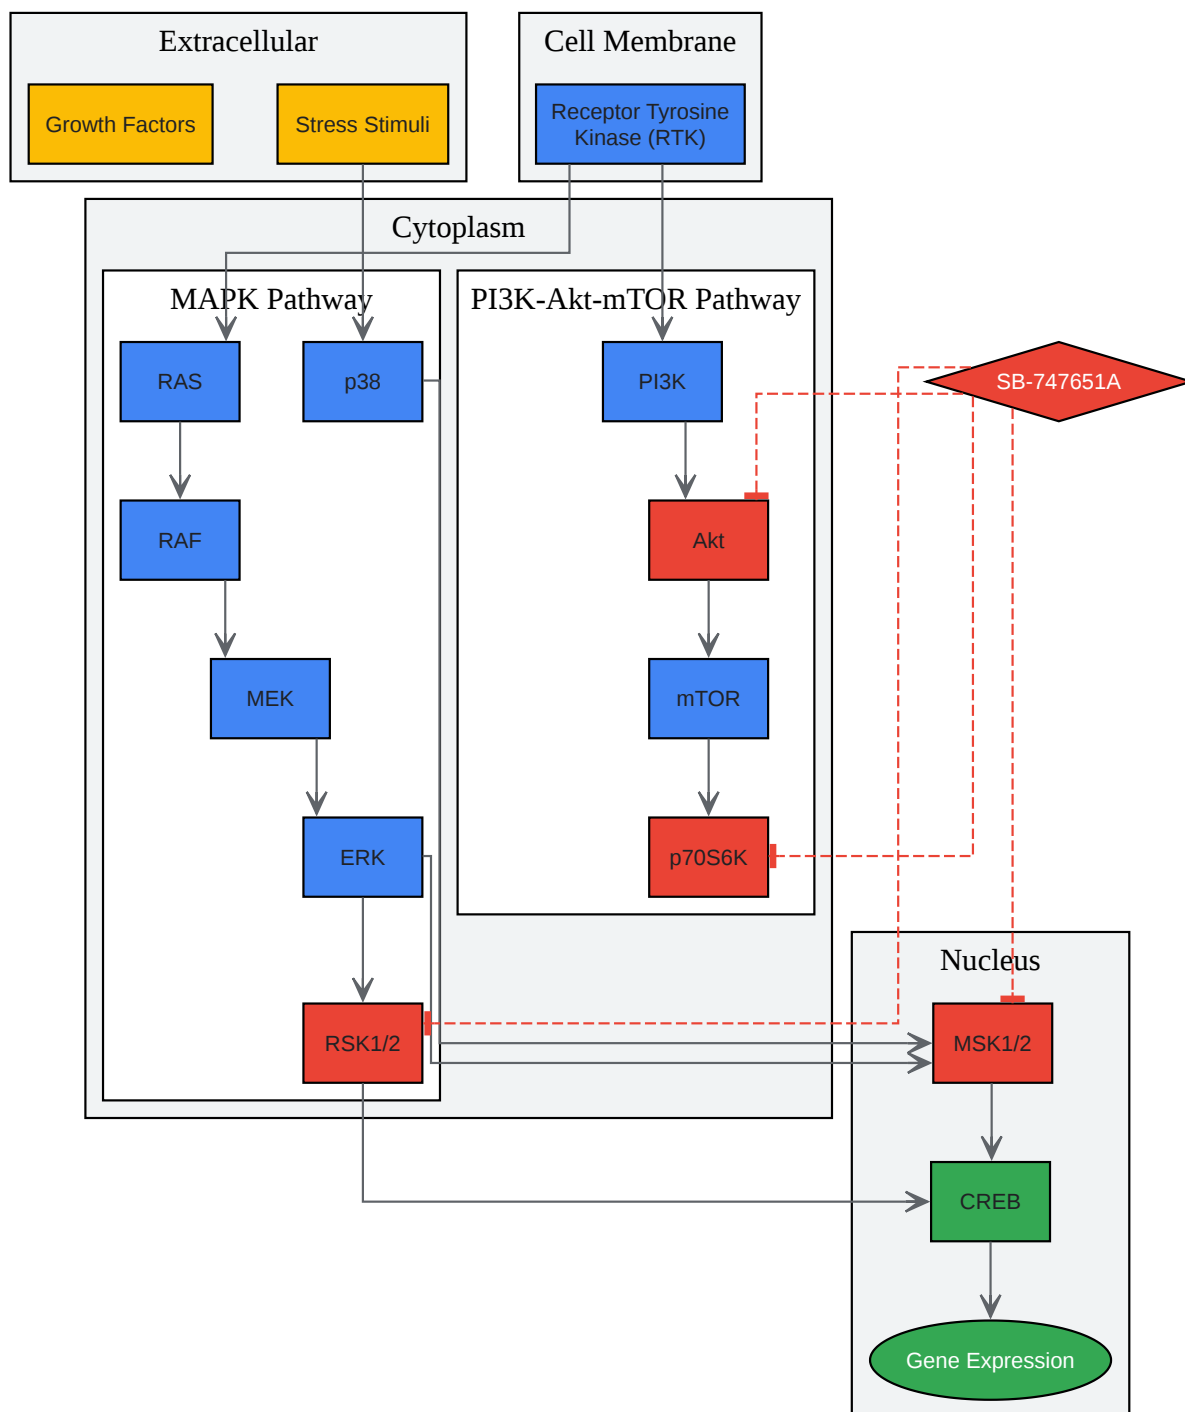 Extracellular
Cell Membrane
Growth Factors
Stress Stimuli
Receptor Tyrosine
Kinase (RTK)
Cytoplasm
MAPK Pathway
PI3K-Akt-mTOR Pathway
RAS
p38
PI3K
SB-747651A
RAF
Akt
MEK
mTOR
ERK
p70S6K
Nucleus
RSK1/2
MSK1/2
CREB
Gene Expression